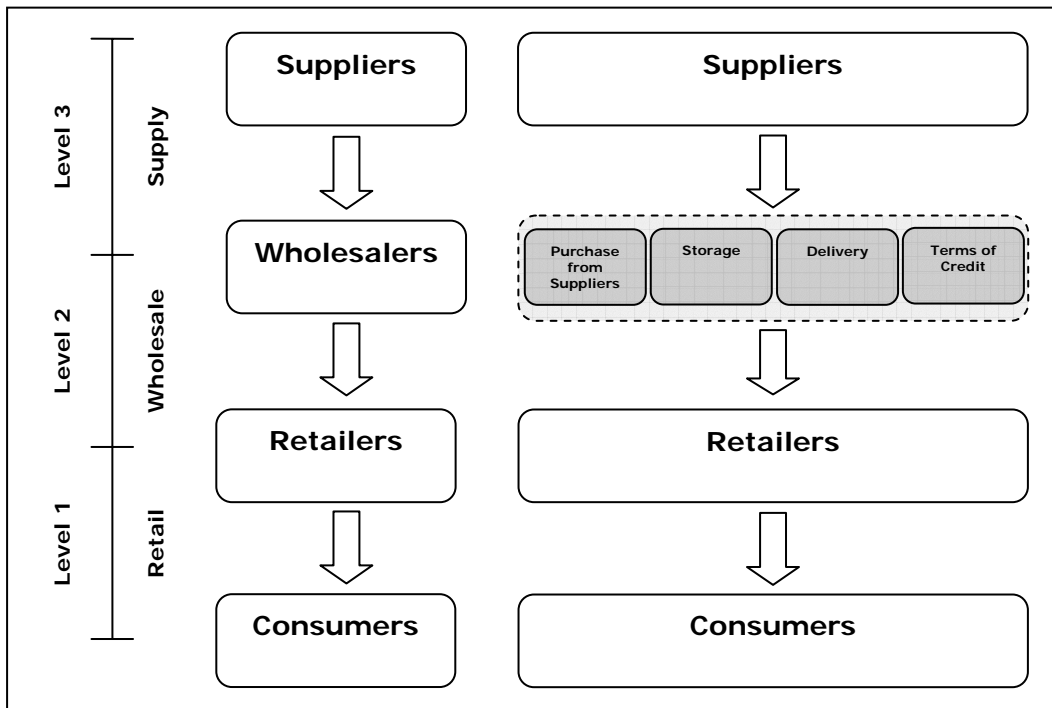 Level 3
Supply
Level 2
Wholesale
Level 1
Retail
Suppliers
Wholesalers
Retailers
Consumers
Suppliers
Purchase
from
Suppliers
Storage
Delivery
Terms of
Credit
Retailers
Consumers